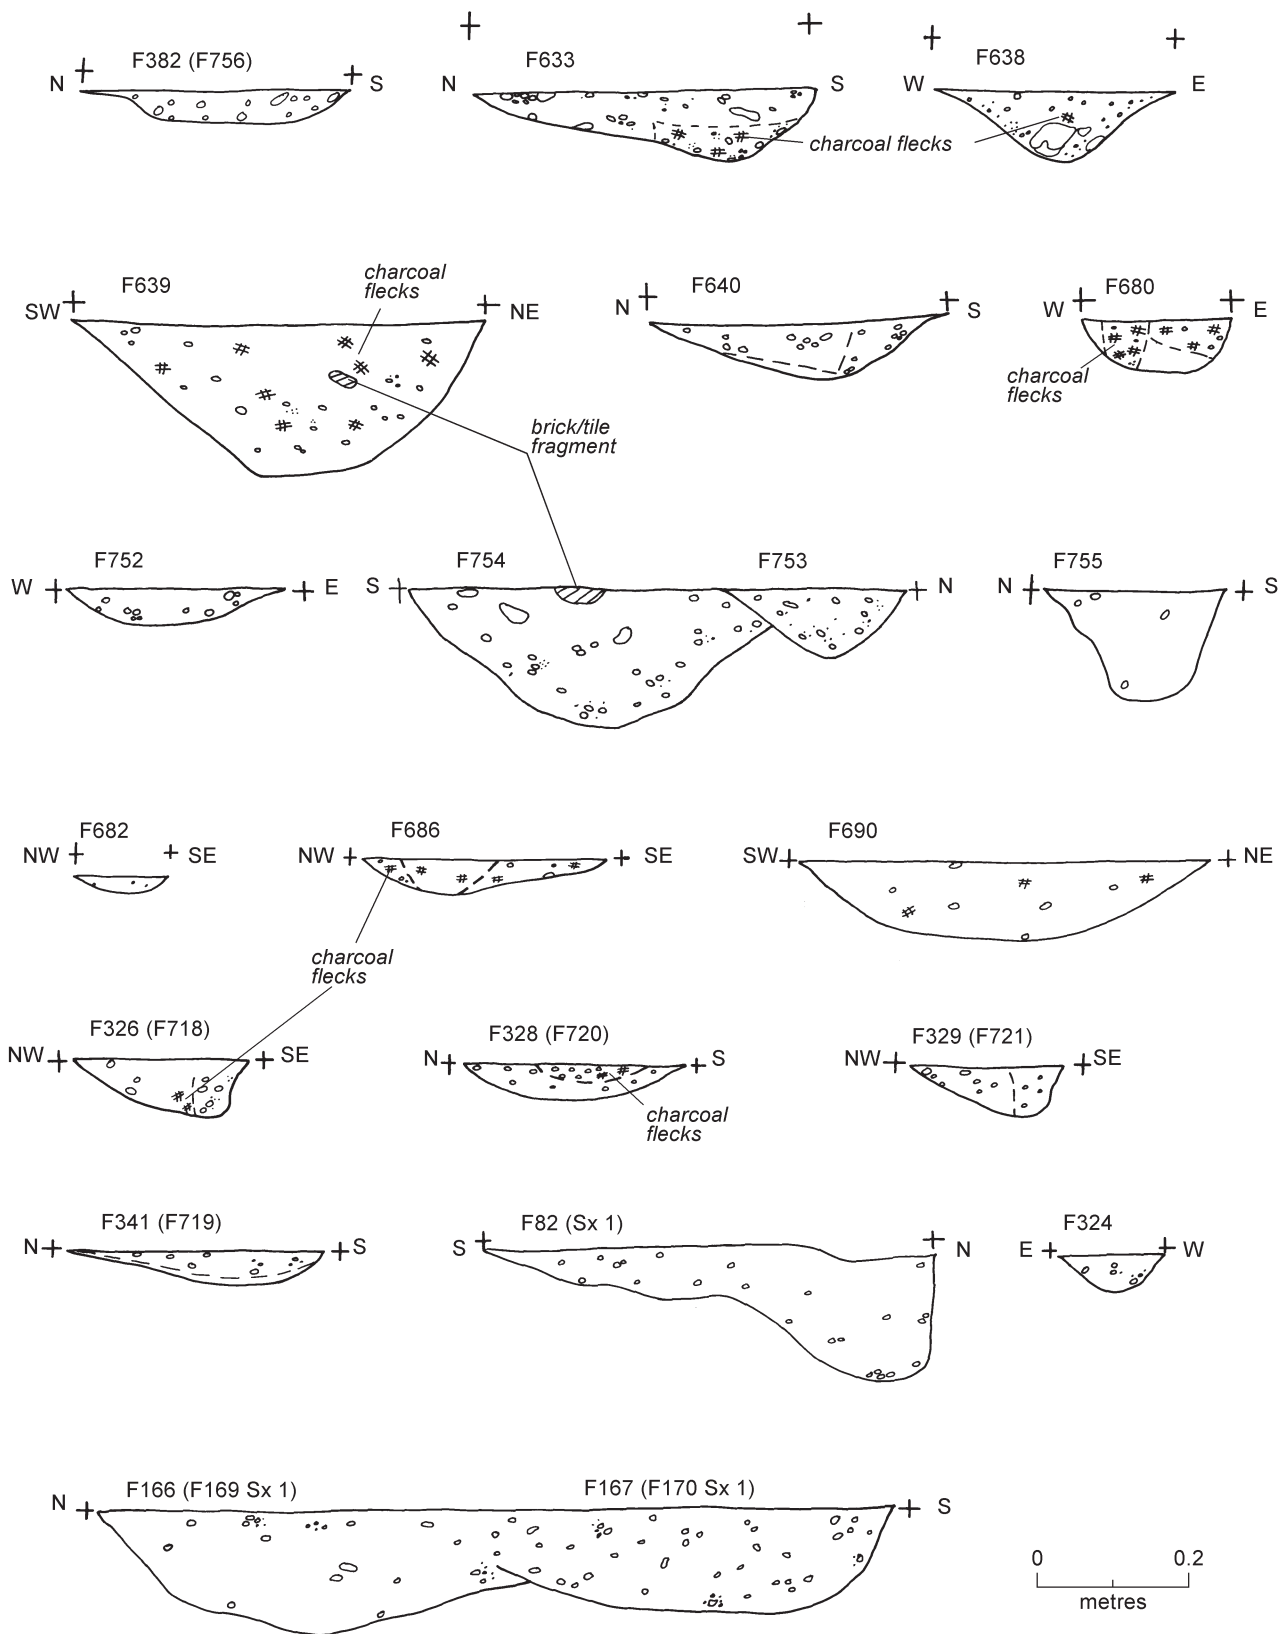 F382 (F756)
N
S
F633
N
S
F638
W
E
charcoal flecks
F639
SW
NE
charcoal
flecks
F640
N
S
F680
W
E
charcoal
flecks
brick/tile
fragment
F752
W
E
F754
F753
S
N
F755
N
S
F682
NW
SE
F686
NW
SE
F690
SW
NE
charcoal
flecks
F326 (F718)
NW
SE
F328 (F720)
N
S
charcoal
flecks
F329 (F721)
NW
SE
F341 (F719)
N
S
F82 (Sx 1)
S
N
F324
E
W
F166 (F169 Sx 1)
F167 (F170 Sx 1)
N
S
0
0.2
metres